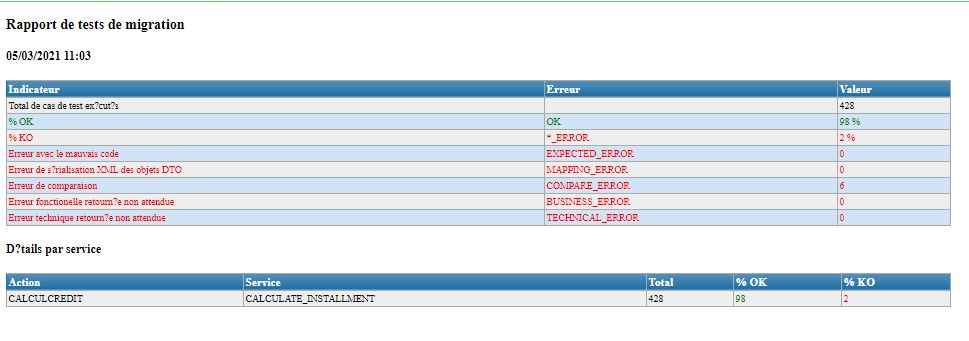 Rapport de tests de migration
05/03/2021 11:03
Indicateur Erreur Valeur
Total de cas de test ex?cut?s 428
% OK OK 98 %
% KO *_ERROR 2 %
Erreur avec le mauvais code EXPECTED_ERROR 0
Erreur de s?rialisation XML des objets DTO MAPPING_ERROR 0
Erreur de comparaison COMPARE_ERROR 6
Erreur fonctionelle retourn?e non attendue BUSINESS_ERROR 0
Erreur technique retourn?e non attendue TECHNICAL_ERROR 0
D?tails par service
Action Service Total % OK % KO
CALCULCREDIT CALCULATE_INSTALLMENT 428 98 2